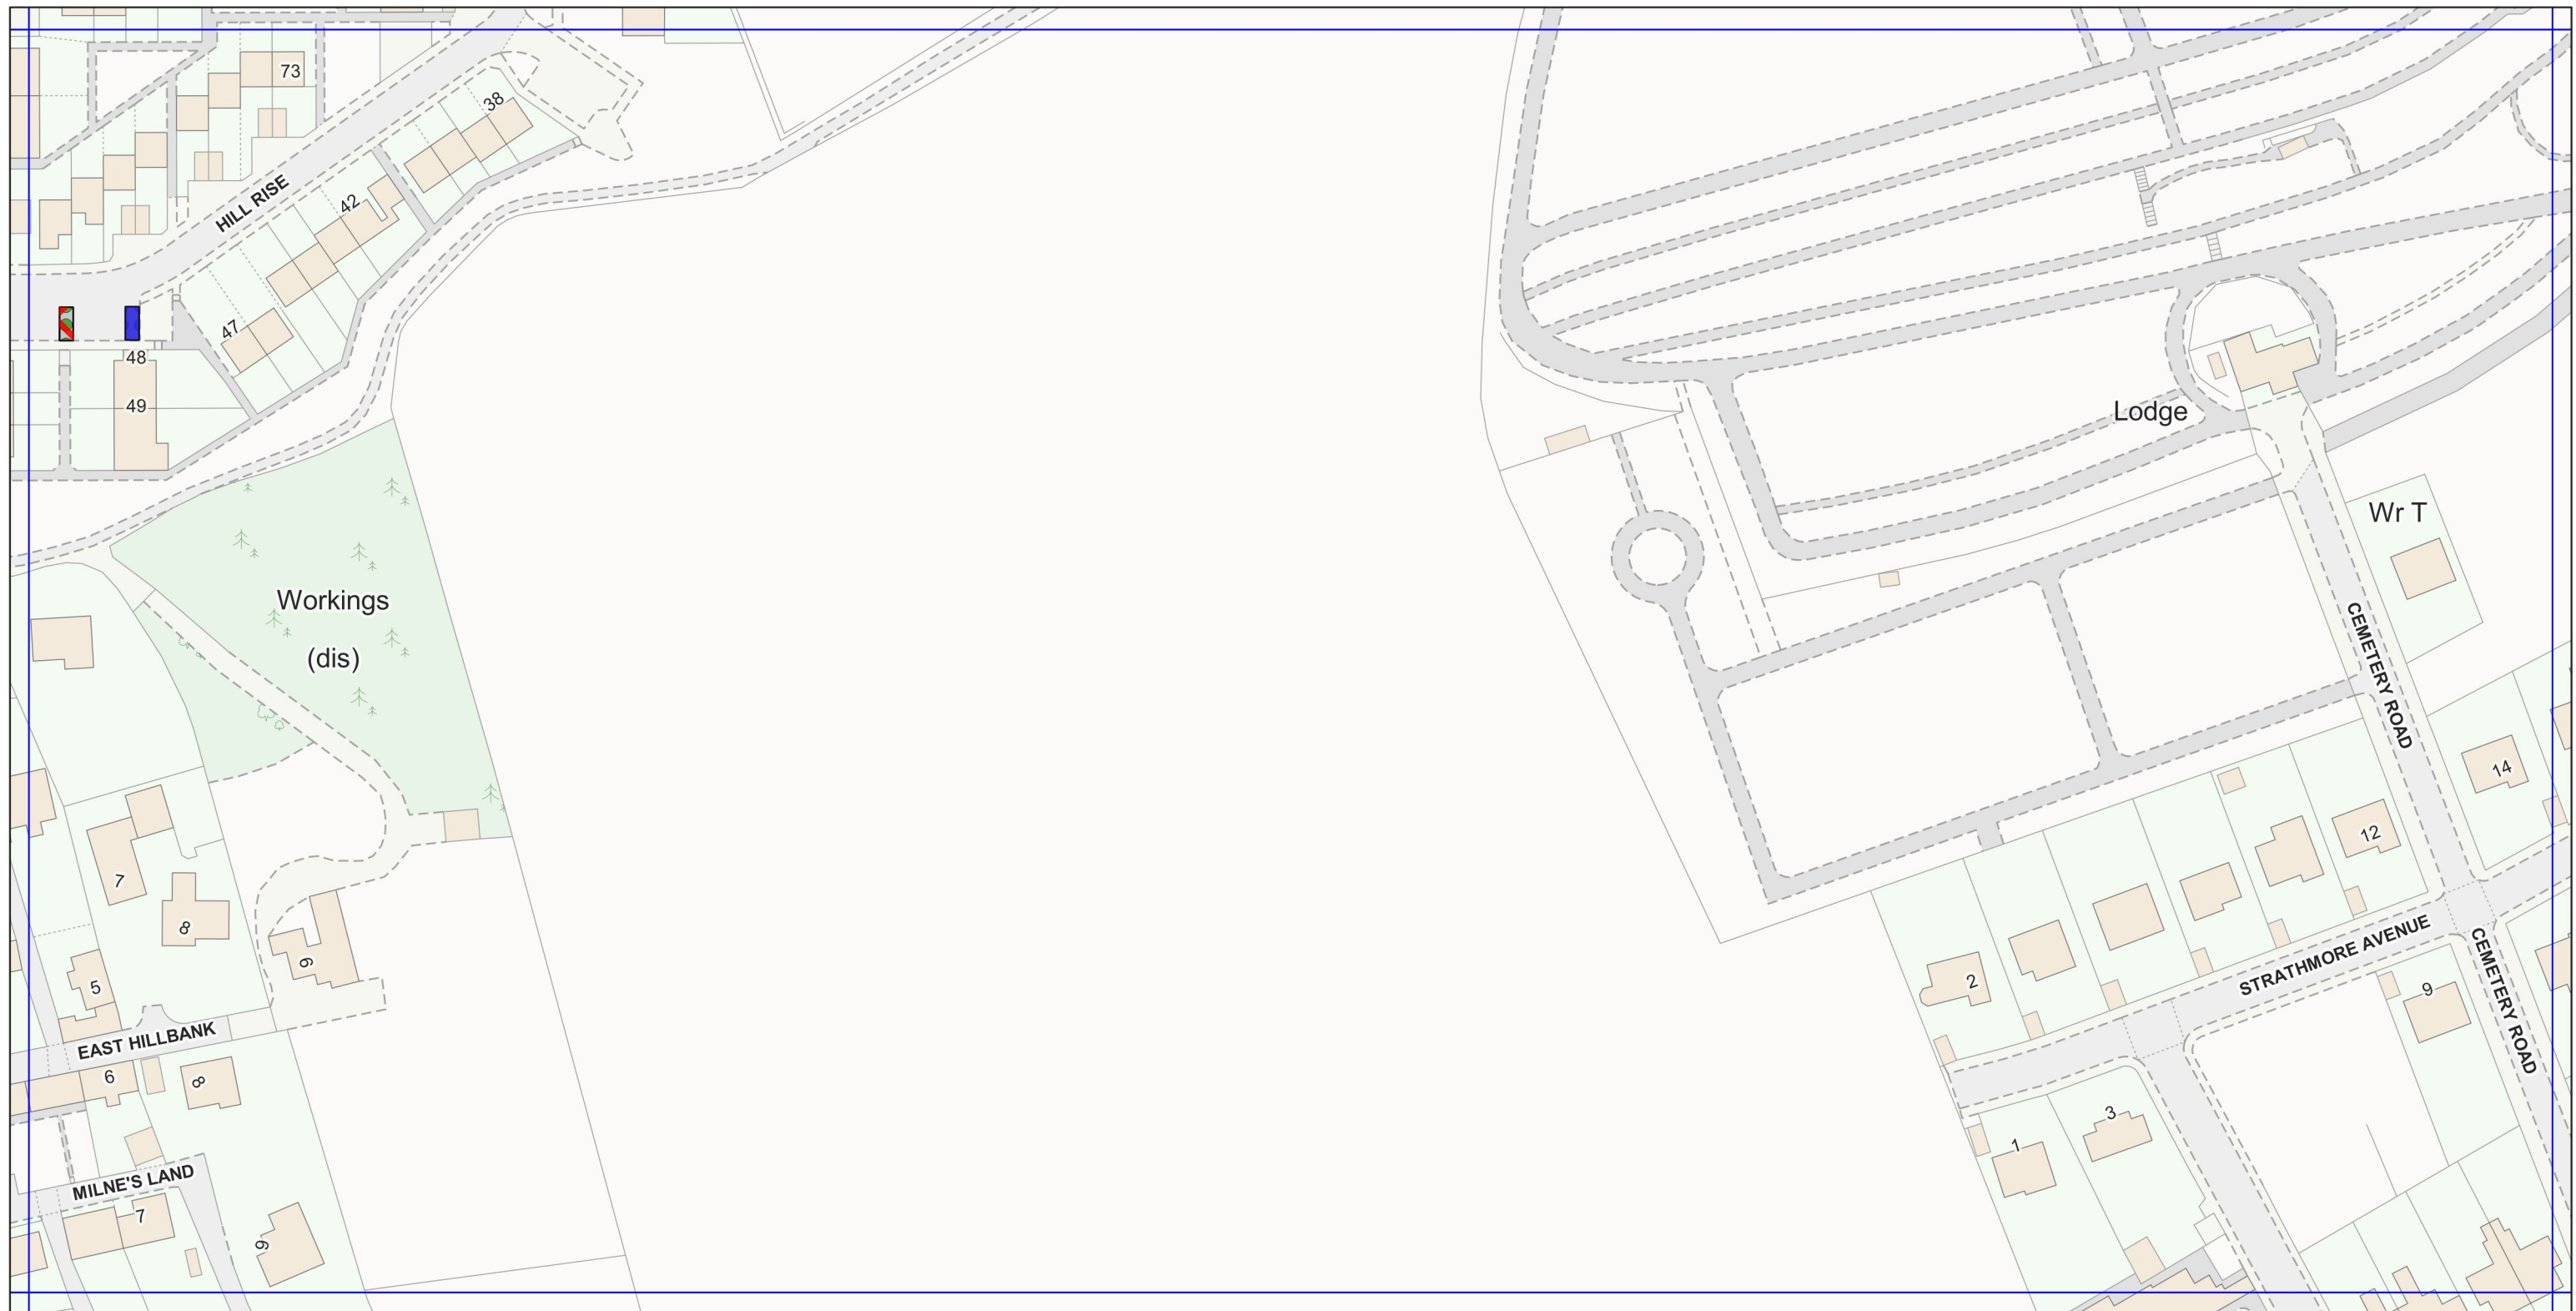 73
38
HILL RISE
42
47
48
49
Lodge
Wr T
Workings
(dis)
CEMETERY ROAD
14
12
7
8
9
5
2
STRATHMORE AVENUE
CEMETERY ROAD
9
EAST HILLBANK
6
8
3
1
MILNE'S LAND
7
9